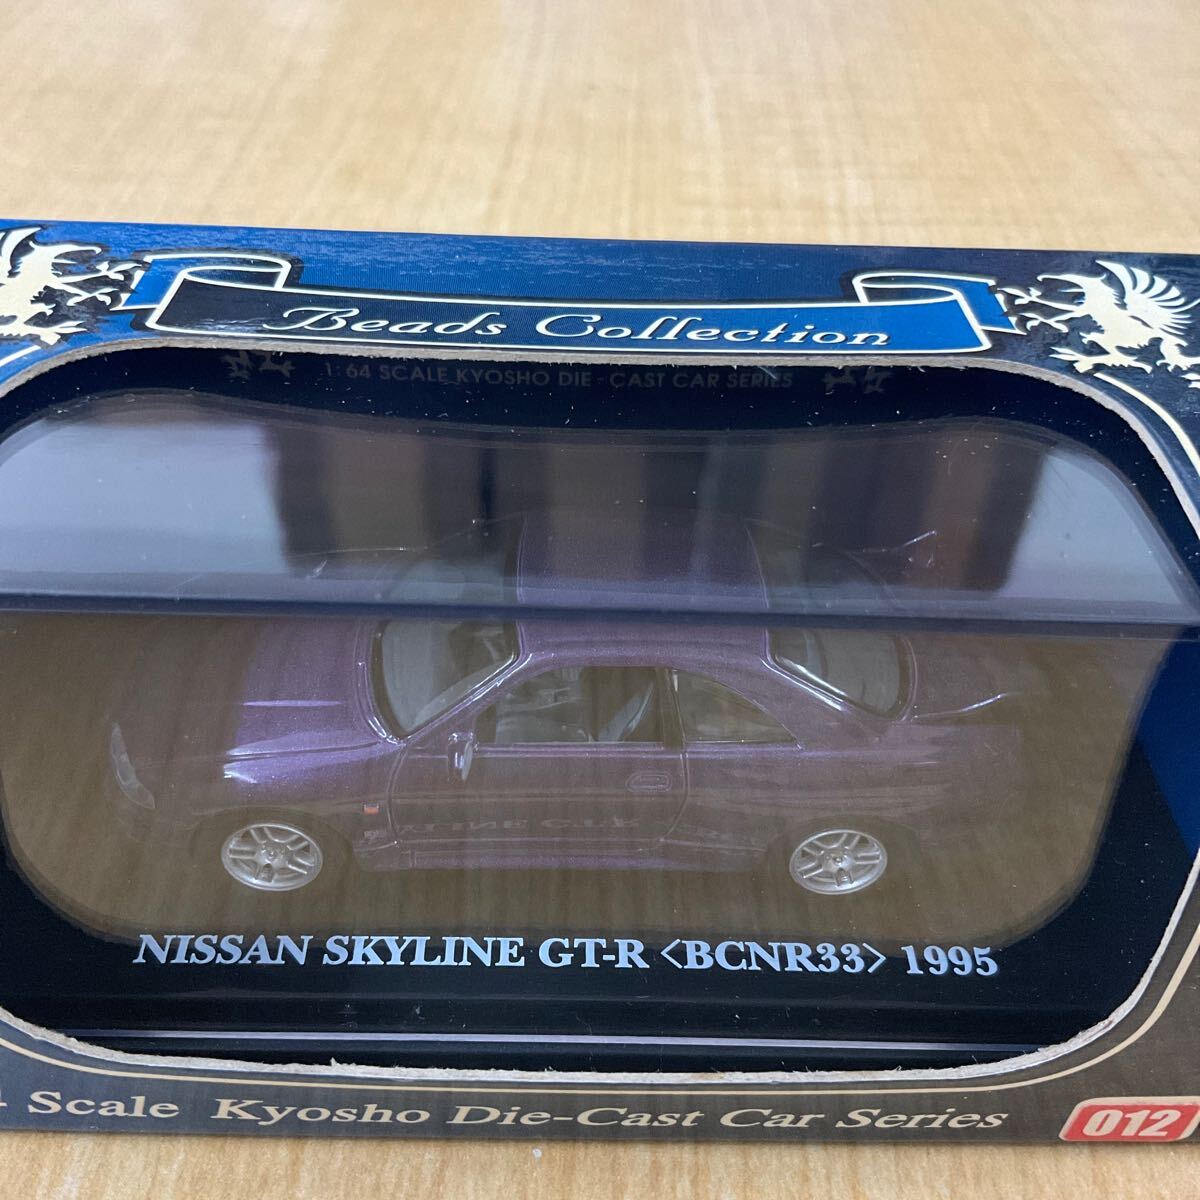 Beads Collection
1:64 SCALE KYOSHO DIE-CAST CAR SERIES
NISSAN SKYLINE GT-R <BCNR33> 1995
Scale Kyosho Die-Cast Car Series
012